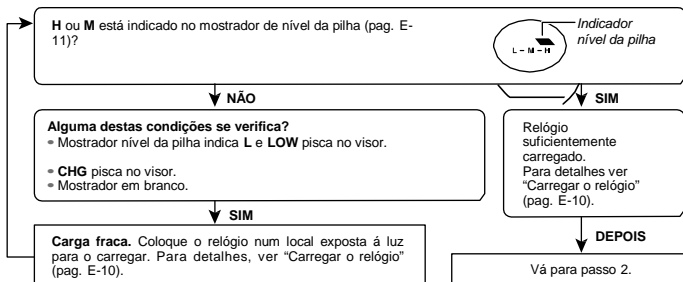 H ou M está indicado no mostrador de nível da pilha (pag. E-
11)?
Indicador
nível da pilha
L – M – H
NÃO
SIM
Alguma destas condições se verifica?
• Mostrador nível da pilha indica L e LOW pisca no visor.
• CHG pisca no visor.
• Mostrador em branco.
Relógio
suficientemente
carregado.
Para detalhes ver
“Carregar o relógio”
(pag. E-10).
SIM
DEPOIS
Carga fraca. Coloque o relógio num local exposta á luz
para o carregar. Para detalhes, ver “Carregar o relógio”
(pag. E-10).
Vá para passo 2.